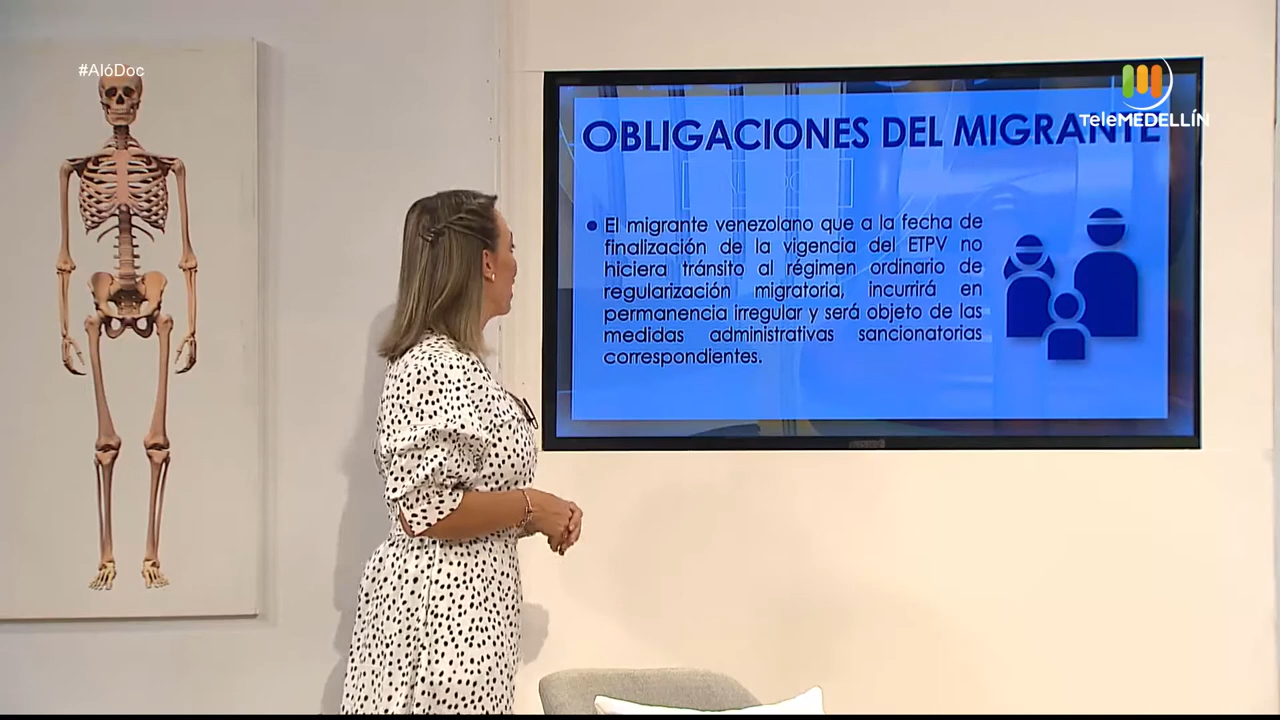 #AlóDoc
TeleMEDELLÍN
OBLIGACIONES DEL MIGRANTE
• El migrante venezolano que a la fecha de
finalización de la vigencia del ETPV no
hiciera tránsito al régimen ordinario de
regularización migratoria, incurrirá en
permanencia irregular y será objeto de las
medidas administrativas sancionatorias
correspondientes.